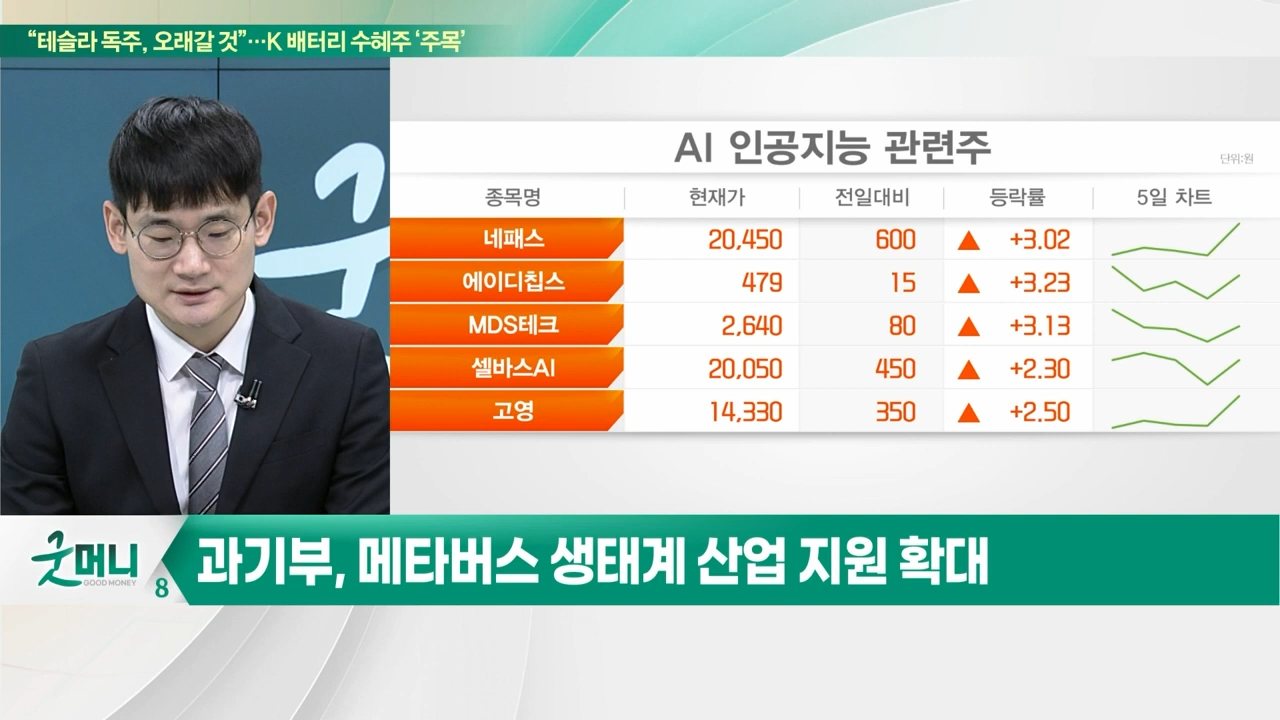 “테슬라 독주, 오래갈 것”…K 배터리 수혜주 ‘주목’
AI 인공지능 관련주
단위:원
종목명 현재가 전일대비 등락률 5일 차트
네패스 20,450 600 ▲ +3.02
에이디칩스 479 15 ▲ +3.23
MDS테크 2,640 80 ▲ +3.13
셀바스AI 20,050 450 ▲ +2.30
고영 14,330 350 ▲ +2.50
굿머니
GOOD MONEY
8
과기부, 메타버스 생태계 산업 지원 확대